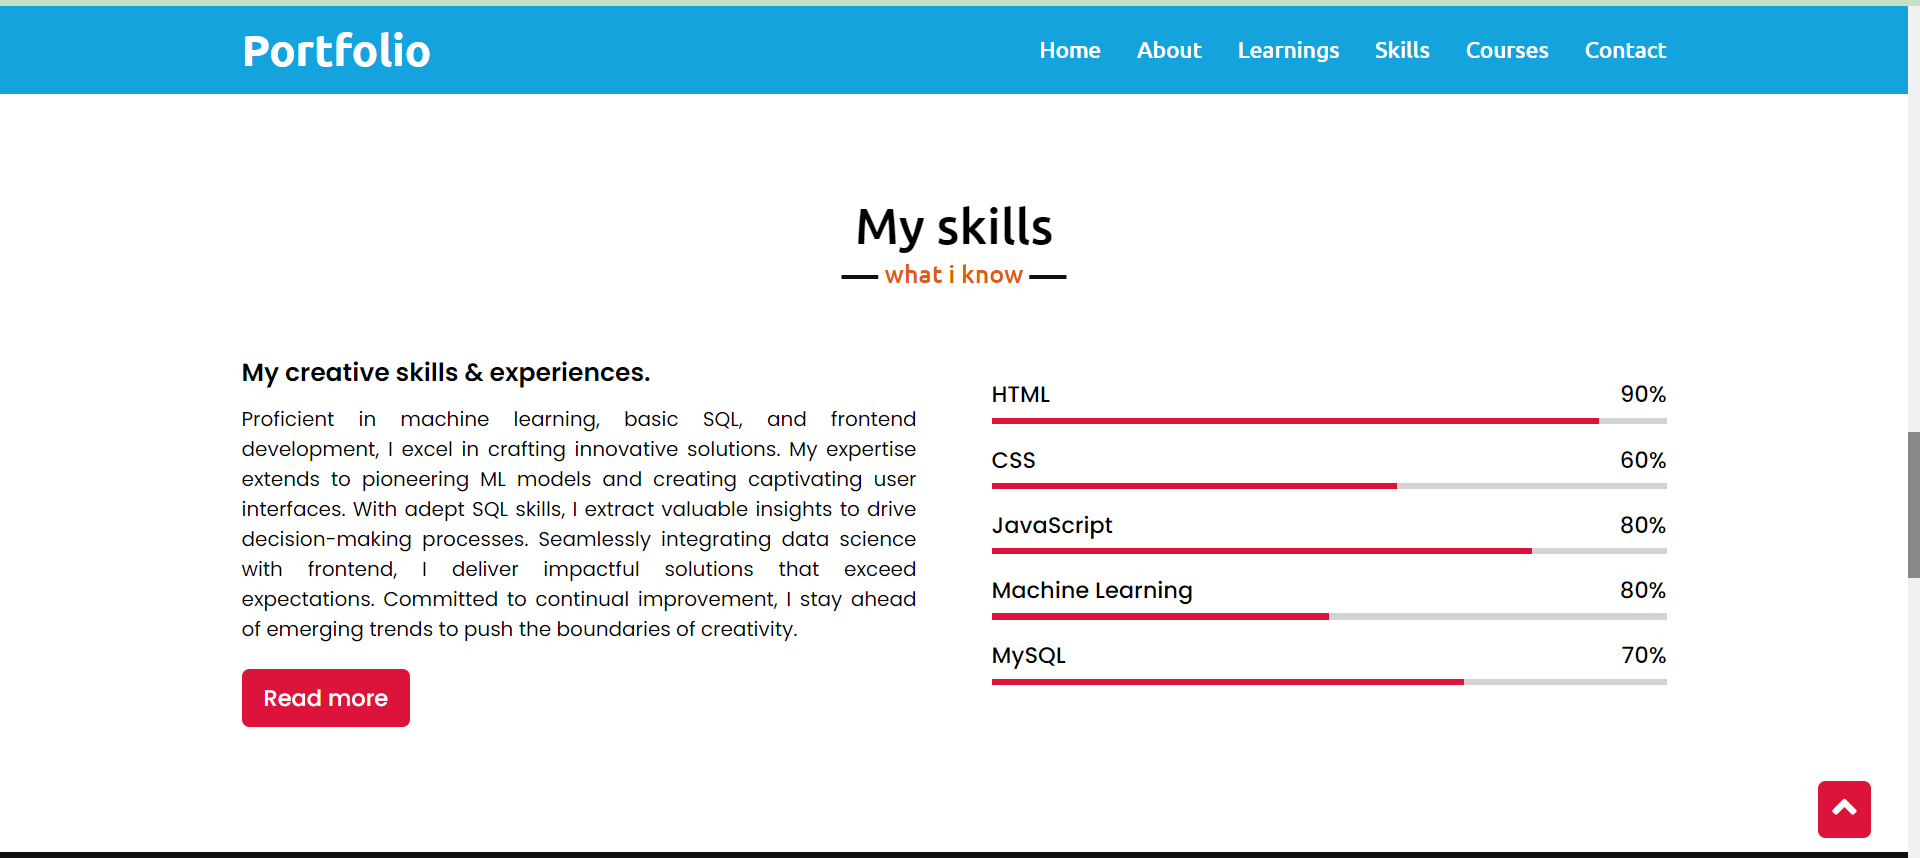 Portfolio
Home About Learnings Skills Courses Contact
My skills
what i know
My creative skills & experiences.
Proficient in machine learning, basic SQL, and frontend
development, I excel in crafting innovative solutions. My expertise
extends to pioneering ML models and creating captivating user
interfaces. With adept SQL skills, I extract valuable insights to drive
decision-making processes. Seamlessly integrating data science
with frontend, I deliver impactful solutions that exceed
expectations. Committed to continual improvement, I stay ahead
of emerging trends to push the boundaries of creativity.
Read more
HTML 90%
CSS 60%
JavaScript 80%
Machine Learning 80%
MySQL 70%